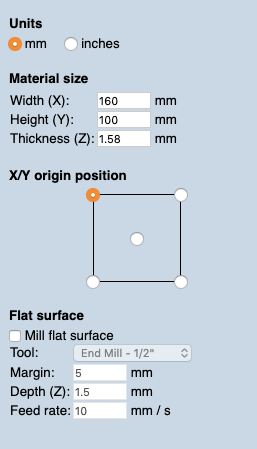 Units
mm inches
Material size
Width (X): 160 mm
Height (Y): 100 mm
Thickness (Z): 1.58 mm
X/Y origin position
Flat surface
Mill flat surface
Tool: End Mill - 1/2"
Margin: 5 mm
Depth (Z): 1.5 mm
Feed rate: 10 mm / s